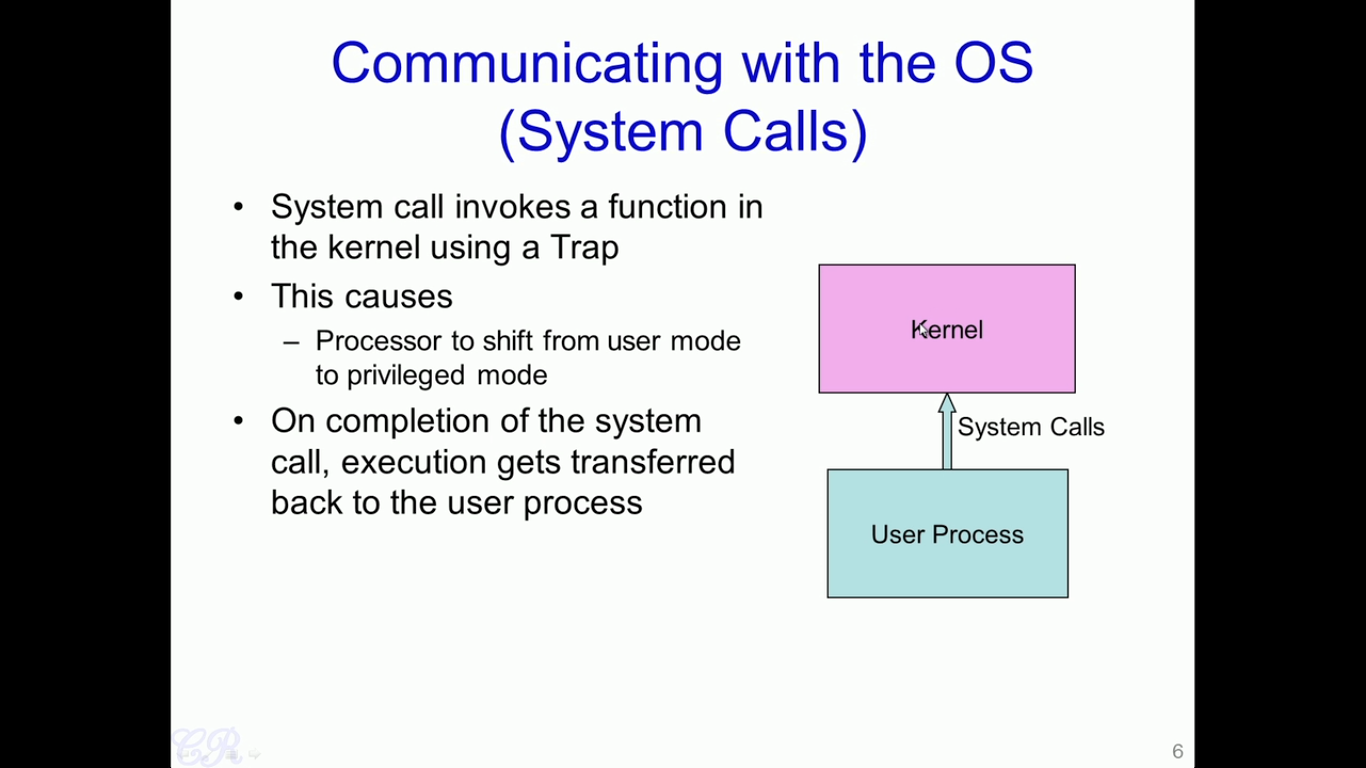 Communicating with the OS
(System Calls)
• System call invokes a function in
the kernel using a Trap
• This causes
– Processor to shift from user mode
to privileged mode
• On completion of the system
call, execution gets transferred
back to the user process
Kernel
System Calls
User Process
CR
6